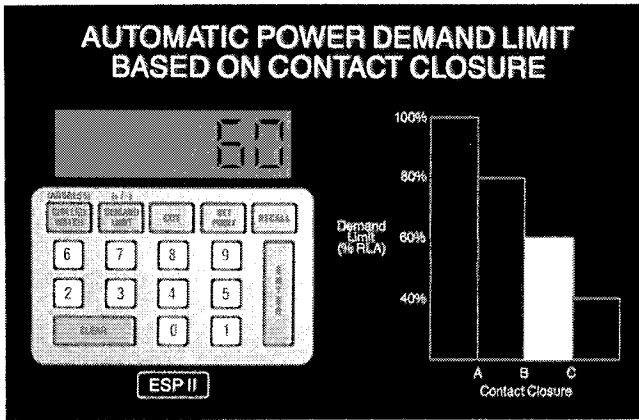 AUTOMATIC POWER DEMAND LIMIT
BASED ON CONTACT CLOSURE
60
DEMAND
LIMIT
SET
POINT
RECALL
6 7 8 9
2 3 4 5
CLEAR 0 1
ENTER
ESP II
100%
80%
60%
40%
Demand
Limit
(% RLA)
A B C
Contact Closure